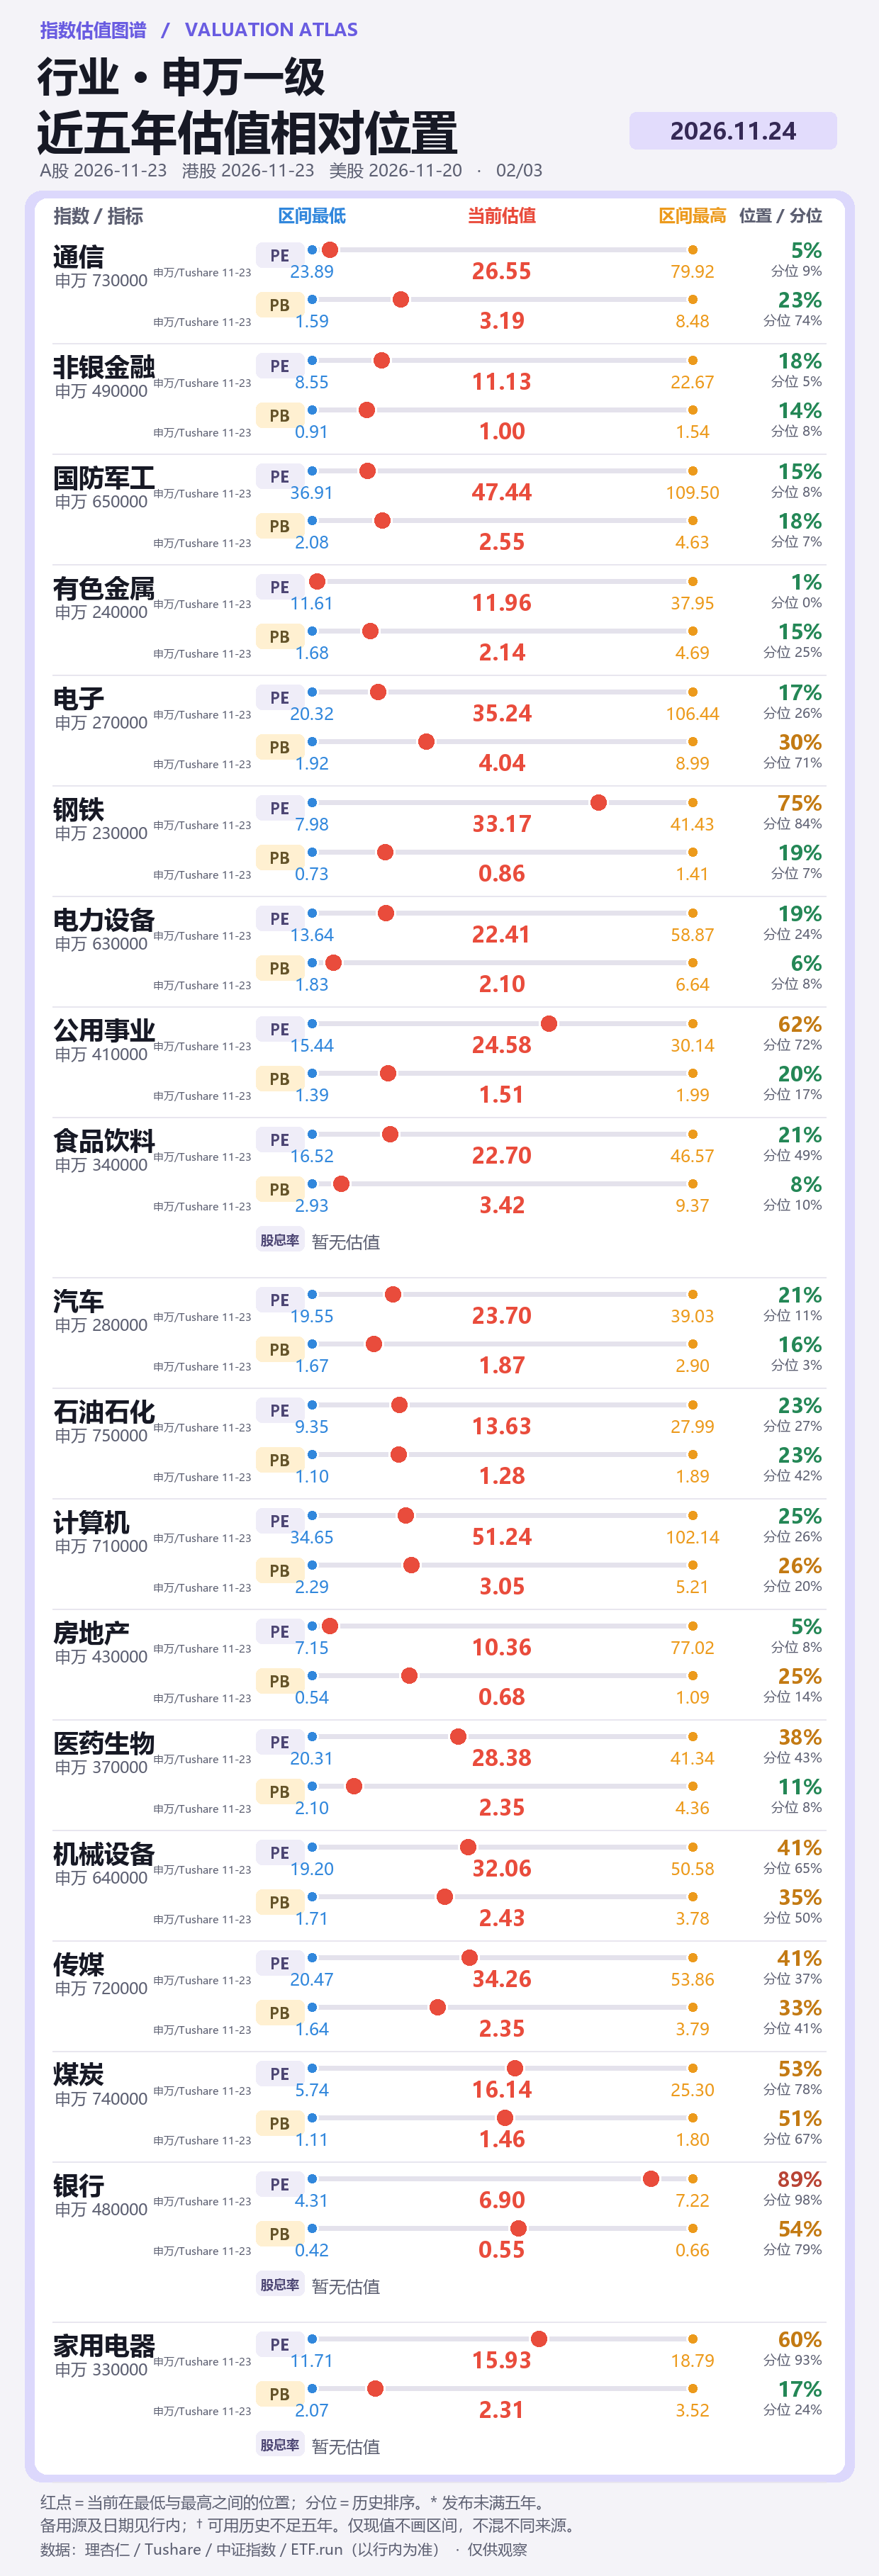 指数估值图谱 / VALUATION ATLAS
行业·申万一级
近五年估值相对位置
2026.11.24
A股 2026-11-23 港股 2026-11-23 美股 2026-11-20 · 02/03
指数 / 指标 区间最低 当前估值 区间最高 位置 / 分位
通信 PE 5%
申万 730000 申万/Tushare 11-23 23.89 26.55 79.92 分位 9%
PB 23%
申万/Tushare 11-23 1.59 3.19 8.48 分位 74%
非银金融 PE 18%
申万 490000 申万/Tushare 11-23 8.55 11.13 22.67 分位 5%
PB 14%
申万/Tushare 11-23 0.91 1.00 1.54 分位 8%
国防军工 PE 15%
申万 650000 申万/Tushare 11-23 36.91 47.44 109.50 分位 8%
PB 18%
申万/Tushare 11-23 2.08 2.55 4.63 分位 7%
有色金属 PE 1%
申万 240000 申万/Tushare 11-23 11.61 11.96 37.95 分位 0%
PB 15%
申万/Tushare 11-23 1.68 2.14 4.69 分位 25%
电子 PE 17%
申万 270000 申万/Tushare 11-23 20.32 35.24 106.44 分位 26%
PB 30%
申万/Tushare 11-23 1.92 4.04 8.99 分位 71%
钢铁 PE 75%
申万 230000 申万/Tushare 11-23 7.98 33.17 41.43 分位 84%
PB 19%
申万/Tushare 11-23 0.73 0.86 1.41 分位 7%
电力设备 PE 19%
申万 630000 申万/Tushare 11-23 13.64 22.41 58.87 分位 24%
PB 6%
申万/Tushare 11-23 1.83 2.10 6.64 分位 8%
公用事业 PE 62%
申万 410000 申万/Tushare 11-23 15.44 24.58 30.14 分位 72%
PB 20%
申万/Tushare 11-23 1.39 1.51 1.99 分位 17%
食品饮料 PE 21%
申万 340000 申万/Tushare 11-23 16.52 22.70 46.57 分位 49%
PB 8%
申万/Tushare 11-23 2.93 3.42 9.37 分位 10%
股息率 暂无估值
汽车 PE 21%
申万 280000 申万/Tushare 11-23 19.55 23.70 39.03 分位 11%
PB 16%
申万/Tushare 11-23 1.67 1.87 2.90 分位 3%
石油石化 PE 23%
申万 750000 申万/Tushare 11-23 9.35 13.63 27.99 分位 27%
PB 23%
申万/Tushare 11-23 1.10 1.28 1.89 分位 42%
计算机 PE 25%
申万 710000 申万/Tushare 11-23 34.65 51.24 102.14 分位 26%
PB 26%
申万/Tushare 11-23 2.29 3.05 5.21 分位 20%
房地产 PE 5%
申万 430000 申万/Tushare 11-23 7.15 10.36 77.02 分位 8%
PB 25%
申万/Tushare 11-23 0.54 0.68 1.09 分位 14%
医药生物 PE 38%
申万 370000 申万/Tushare 11-23 20.31 28.38 41.34 分位 43%
PB 11%
申万/Tushare 11-23 2.10 2.35 4.36 分位 8%
机械设备 PE 41%
申万 640000 申万/Tushare 11-23 19.20 32.06 50.58 分位 65%
PB 35%
申万/Tushare 11-23 1.71 2.43 3.78 分位 50%
传媒 PE 41%
申万 720000 申万/Tushare 11-23 20.47 34.26 53.86 分位 37%
PB 33%
申万/Tushare 11-23 1.64 2.35 3.79 分位 41%
煤炭 PE 53%
申万 740000 申万/Tushare 11-23 5.74 16.14 25.30 分位 78%
PB 51%
申万/Tushare 11-23 1.11 1.46 1.80 分位 67%
银行 PE 89%
申万 480000 申万/Tushare 11-23 4.31 6.90 7.22 分位 98%
PB 54%
申万/Tushare 11-23 0.42 0.55 0.66 分位 79%
股息率 暂无估值
家用电器 PE 60%
申万 330000 申万/Tushare 11-23 11.71 15.93 18.79 分位 93%
PB 17%
申万/Tushare 11-23 2.07 2.31 3.52 分位 24%
股息率 暂无估值
红点＝当前在最低与最高之间的位置；分位＝历史排序。* 发布未满五年。
备用源及日期见行内；† 可用历史不足五年。仅现值不画区间，不混不同来源。
数据：理杏仁 / Tushare / 中证指数 / ETF.run（以行内为准） · 仅供观察